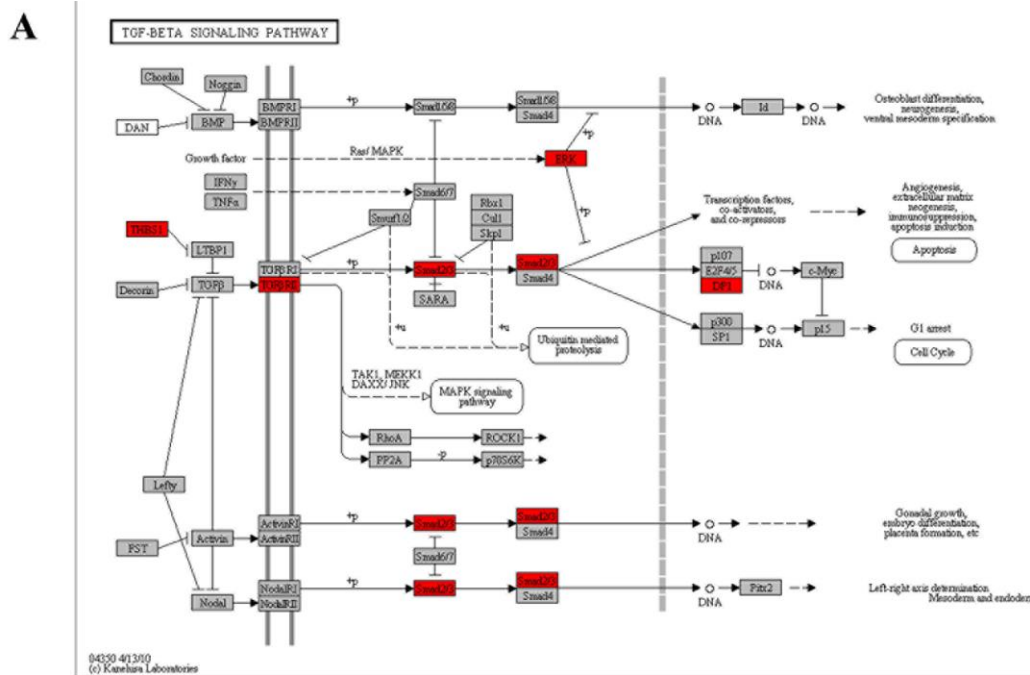 A
TGF-BETA SIGNALING PATHWAY
Chordin
Noggin
DAN
BMP
BMPRI
BMPRII
+p
Smad1/5/8
Smad1/5/8
Smad4
DNA
Id
DNA
Osteoblast differentiation,
neurogenesis,
ventral mesoderm specification
Growth factor
Ras/ MAPK
ERK
+p
+p
IFNγ
TNFα
Smad6/7
Rbx1
Cul1
Skp1
Smurf1/2
THBS1
LTBP1
Decorin
TGFβ
TGFβRI
TGFβRII
+p
Smad2/3
SARA
Smad2/3
Smad4
Transcription factors,
co-activators,
and co-repressors
Angiogenesis,
extracellular matrix
neogenesis,
immunosuppression,
apoptosis induction
Apoptosis
p107
E2F4/5
DP1
DNA
c-Myc
p300
SP1
DNA
p15
G1 arrest
Cell Cycle
+u
+u
Ubiquitin mediated
proteolysis
TAK1, MEKK1
DAXX/ JNK
MAPK signaling
pathway
RhoA
ROCK1
PP2A
-p
p70S6K
Lefty
FST
Activin
ActivinRI
ActivinRII
+p
Smad2/3
Smad2/3
Smad4
DNA
Gonadal growth,
embryo differentiation,
placenta formation, etc
Smad6/7
Nodal
NodalRI
NodalRII
+p
Smad2/3
Smad2/3
Smad4
DNA
Pitx2
Left-right axis determination
Mesoderm and endoder
04350 4/13/10
(c) Kanehisa Laboratories